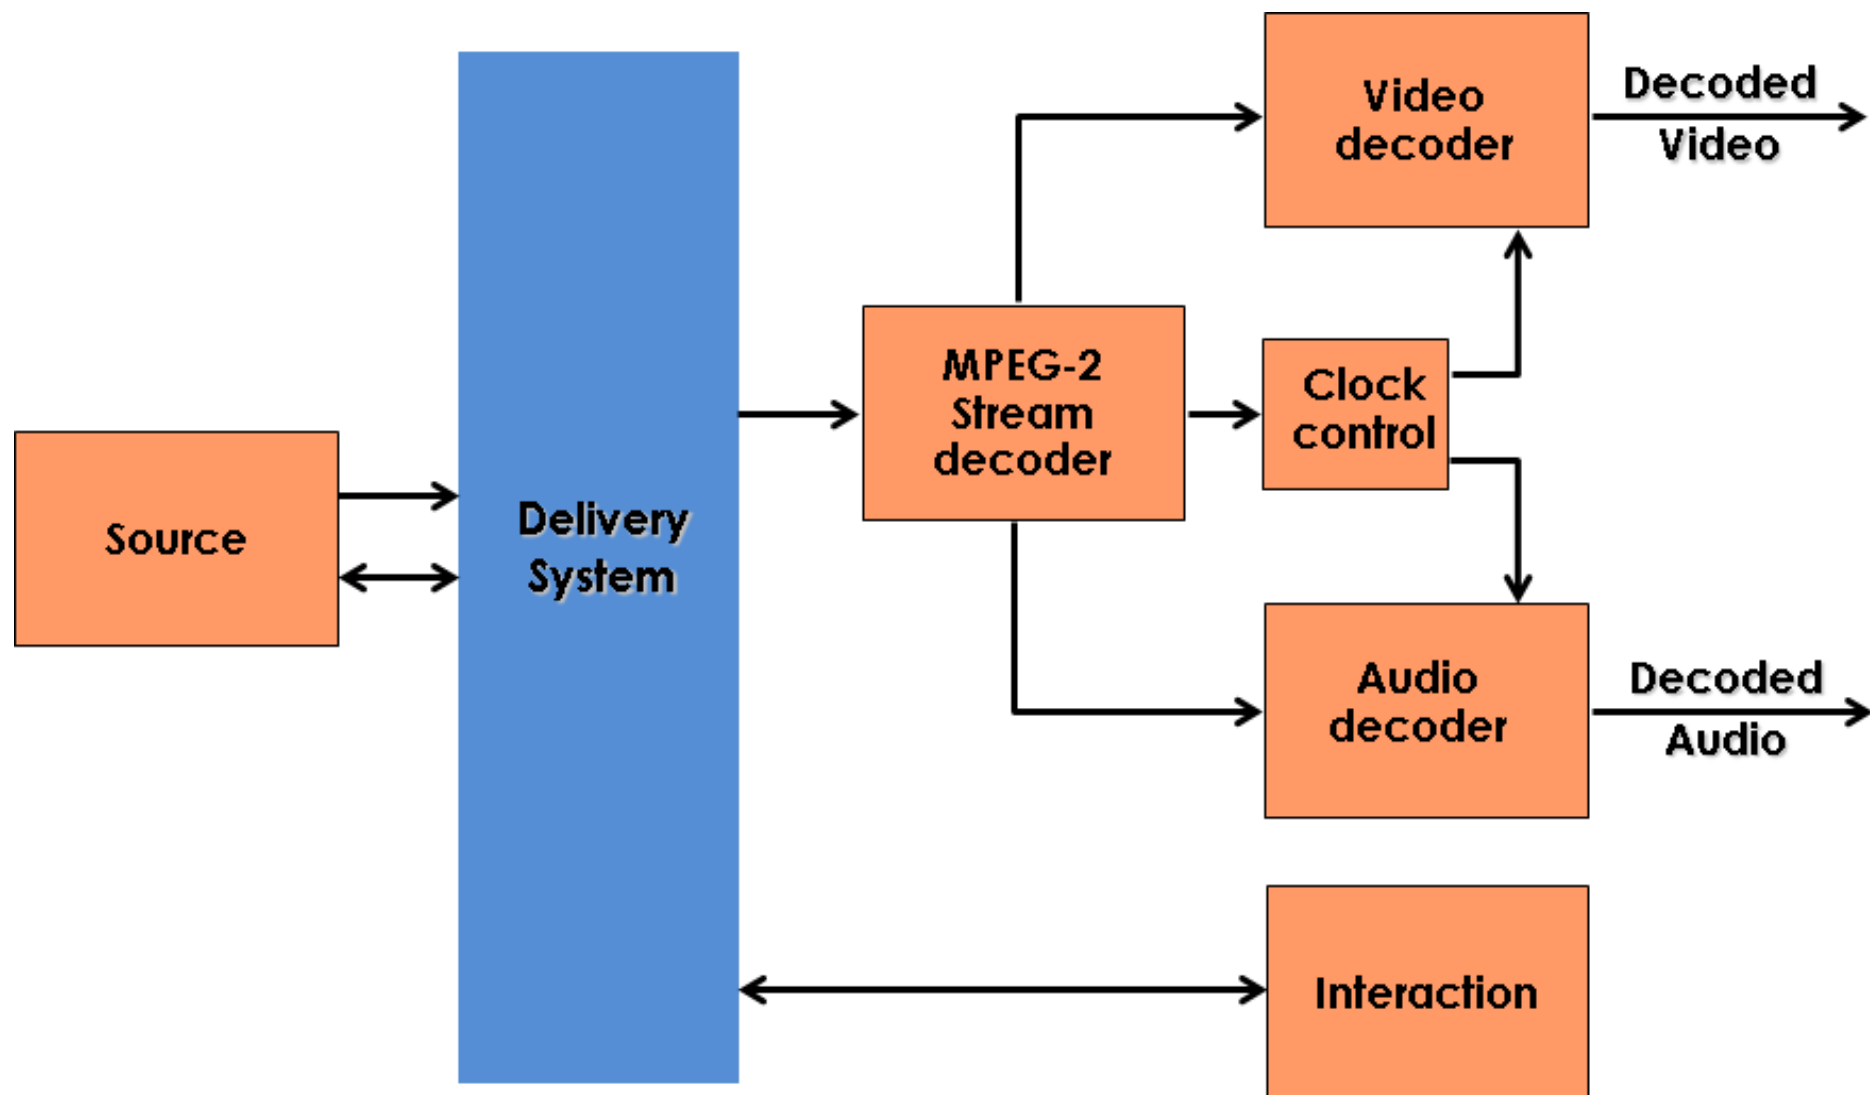 Source
Delivery
System
MPEG-2
Stream
decoder
Video
decoder
Decoded
Video
Clock
control
Audio
decoder
Decoded
Audio
Interaction